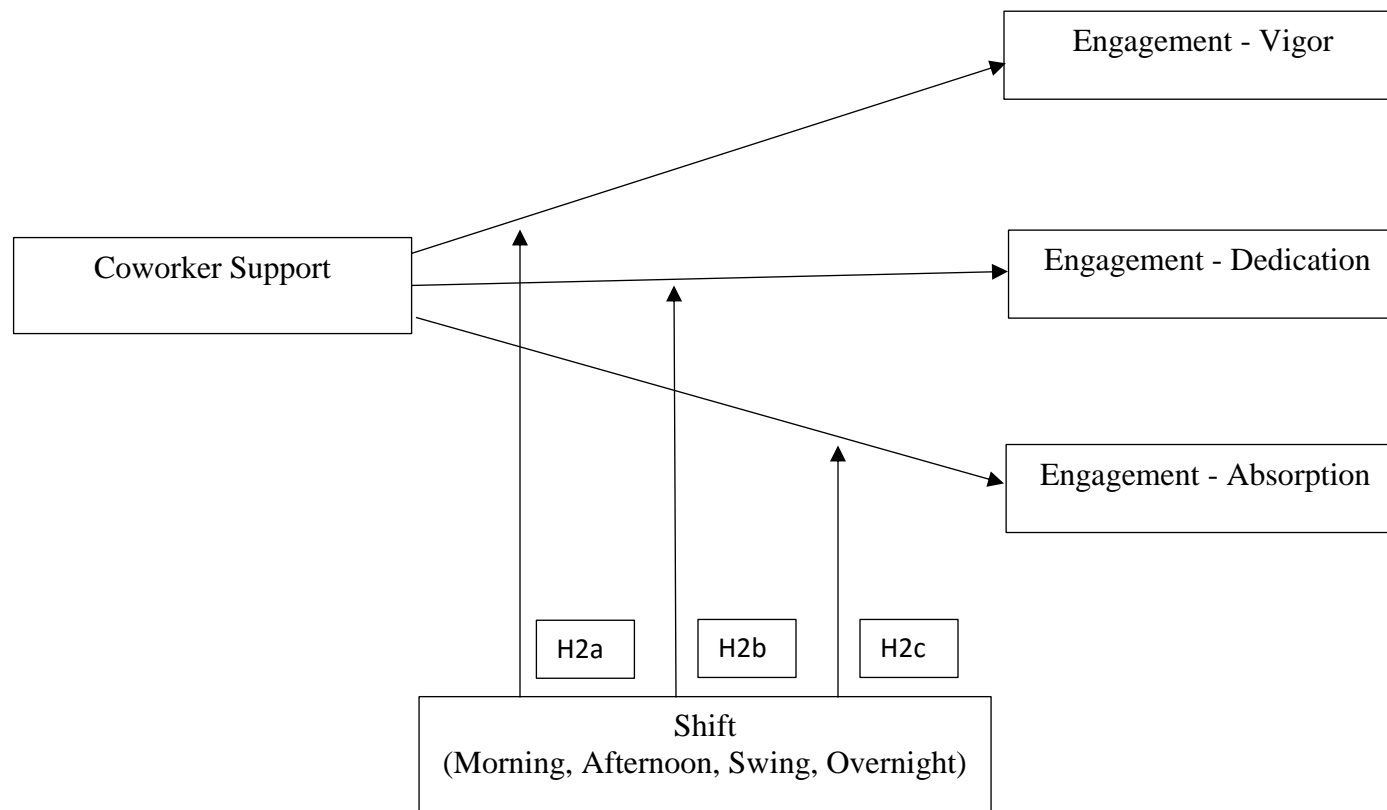 Engagement - Vigor
Coworker Support
Engagement - Dedication
Engagement - Absorption
H2a
H2b
H2c
Shift
(Morning, Afternoon, Swing, Overnight)